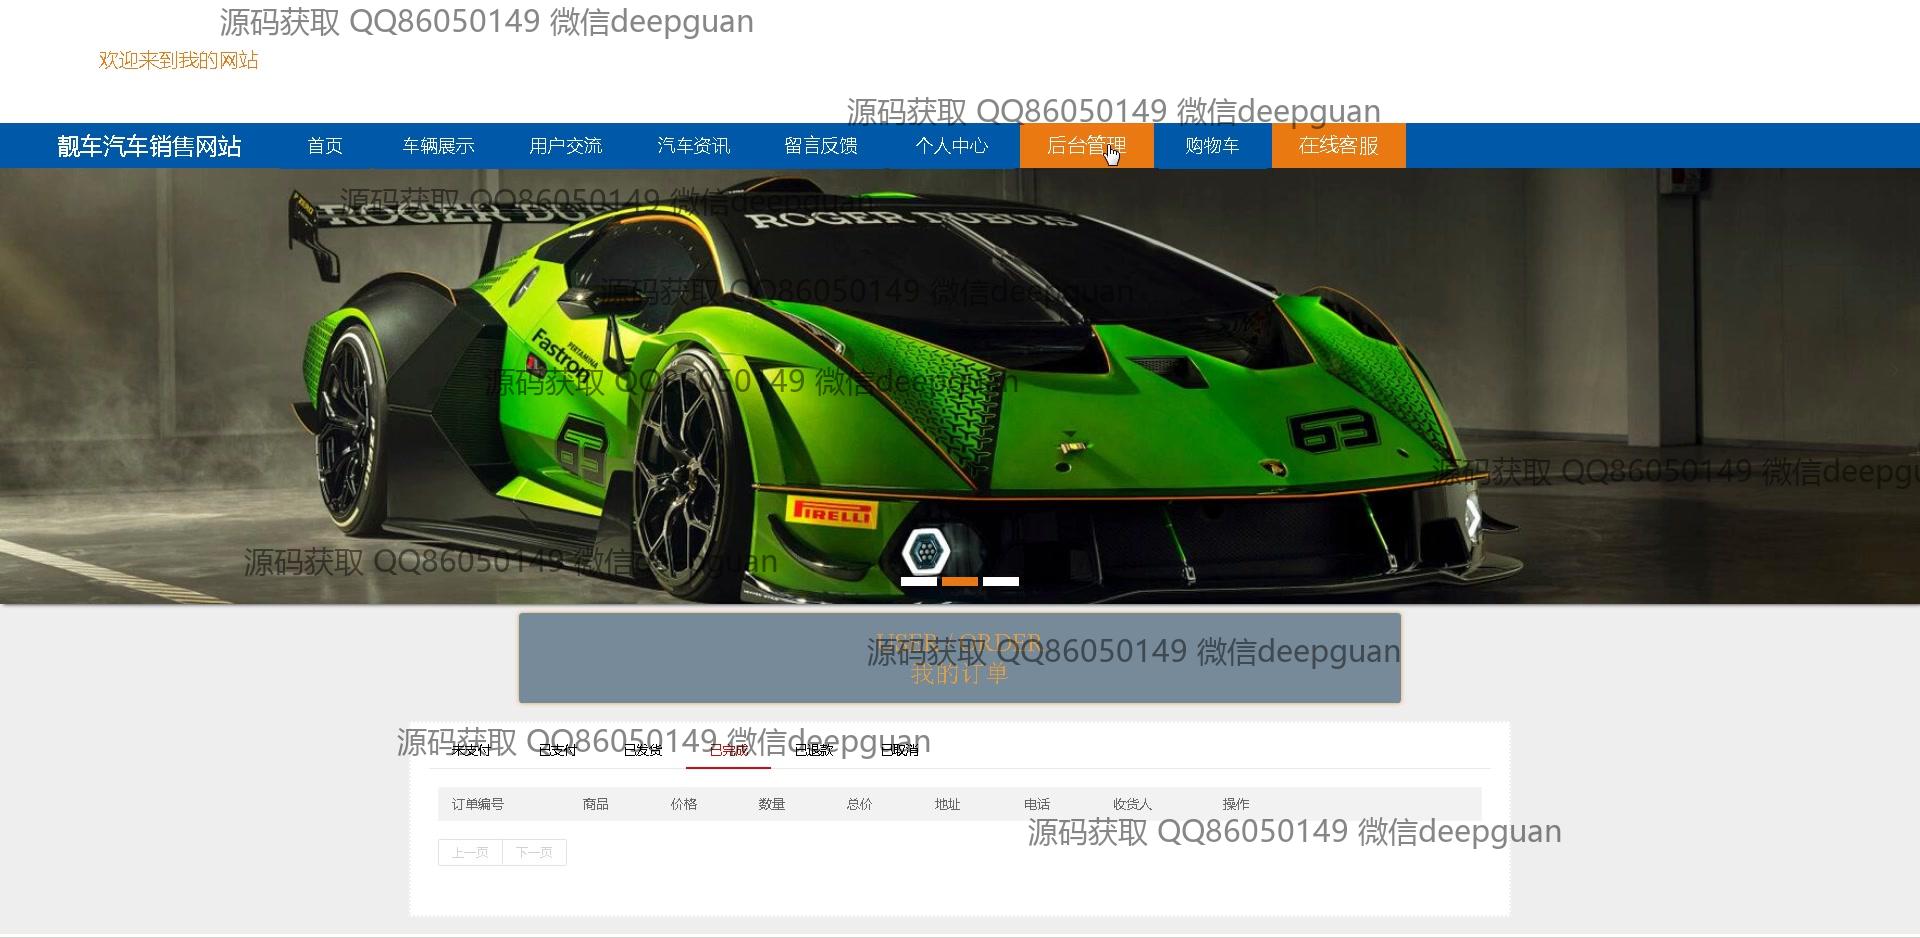 源码获取 QQ86050149 微信deepguan
欢迎来到我的网站
源码获取 QQ86050149 微信deepguan
靓车汽车销售网站 首页 车辆展示 用户交流 汽车资讯 留言反馈 个人中心 后台管理 购物车 在线客服
源码获取 QQ86050149 微信deepguan
ROGER DU
ROGER DUBUIS
源码获取 QQ86050149 微信deepguan
PERTAMINA
Fastron
源码获取 QQ86050149 微信deepguan
63
63
源码获取 QQ86050149 微信deepgu
PIRELLI
源码获取 QQ86050149 微信deepguan
USER / ORDER
源码获取 QQ86050149 微信deepguan
我的订单
源码获取 QQ86050149 微信deepguan
未支付 已支付 已发货 已完成 已退款 已取消
订单编号 商品 价格 数量 总价 地址 电话 收货人 操作
源码获取 QQ86050149 微信deepguan
上一页 下一页